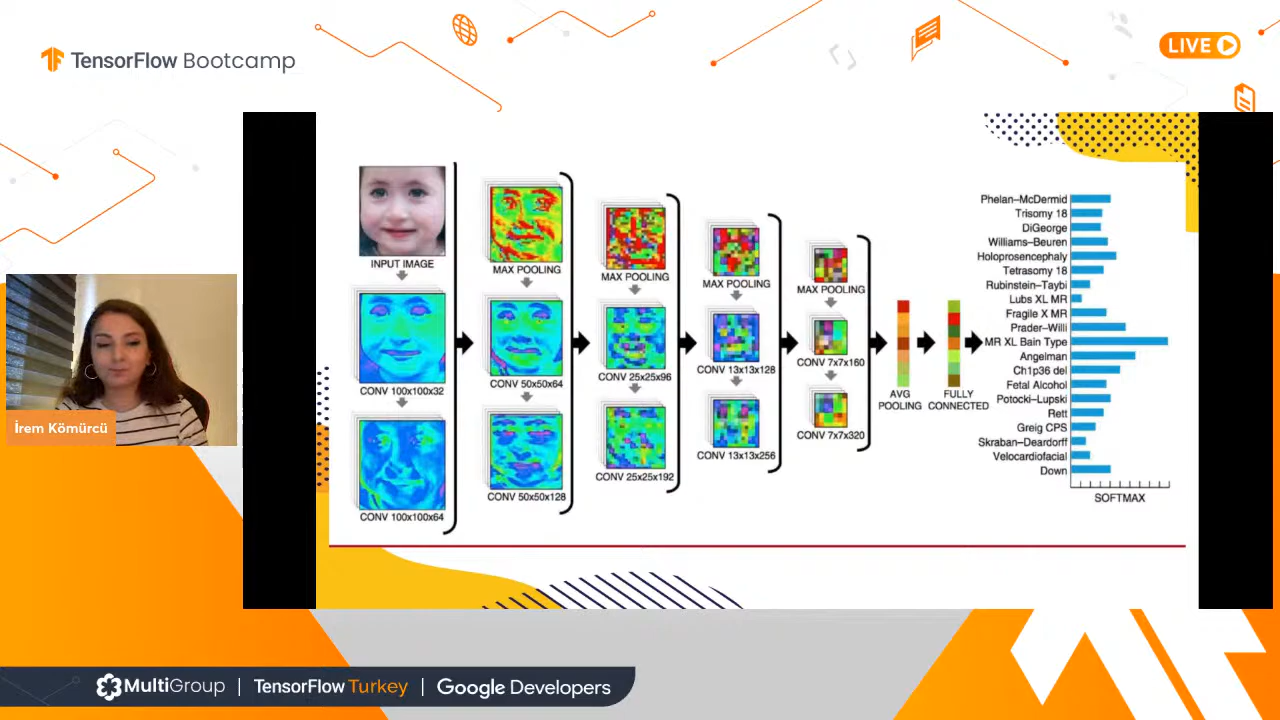 TensorFlow Bootcamp
LIVE
INPUT IMAGE
CONV 100x100x32
CONV 100x100x64
MAX POOLING
CONV 50x50x64
CONV 50x50x128
MAX POOLING
CONV 25x25x96
CONV 25x25x192
MAX POOLING
CONV 13x13x128
CONV 13x13x256
MAX POOLING
CONV 7x7x160
CONV 7x7x320
AVG
POOLING
FULLY
CONNECTED
Phelan–McDermid
Trisomy 18
DiGeorge
Williams–Beuren
Holoprosencephaly
Tetrasomy 18
Rubinstein–Taybi
Lubs XL MR
Fragile X MR
Prader–Willi
MR XL Bain Type
Angelman
Ch1p36 del
Fetal Alcohol
Potocki–Lupski
Rett
Greig CPS
Skraban–Deardorff
Velocardiofacial
Down
SOFTMAX
İrem Kömürcü
MultiGroup | TensorFlow Turkey | Google Developers